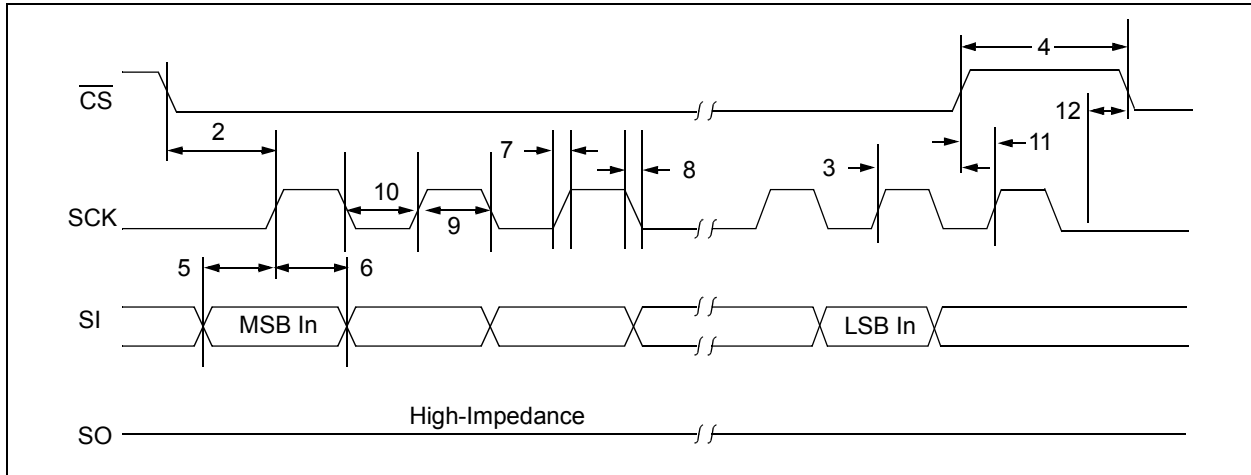 4
CS
12
2
7
11
3
8
10
SCK
9
5
6
SI
MSB In
LSB In
High-Impedance
SO